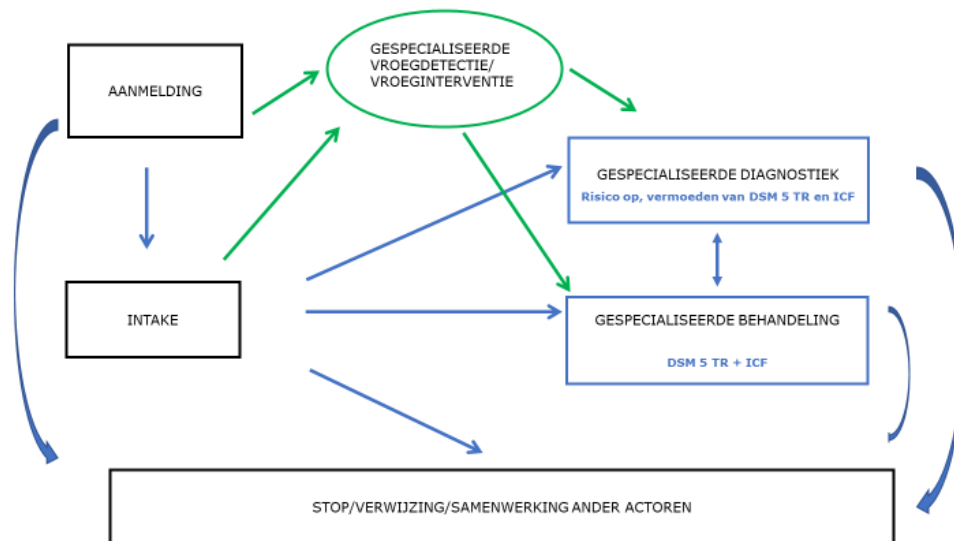 GESPECIALISEERDE
VROEGDETECTIE/
VROEGINTERVENTIE
AANMELDING
GESPECIALISEERDE DIAGNOSTIEK
Risico op, vermoeden van DSM 5 TR en ICF
INTAKE
GESPECIALISEERDE BEHANDELING
DSM 5 TR + ICF
STOP/VERWIJZING/SAMENWERKING ANDER ACTOREN